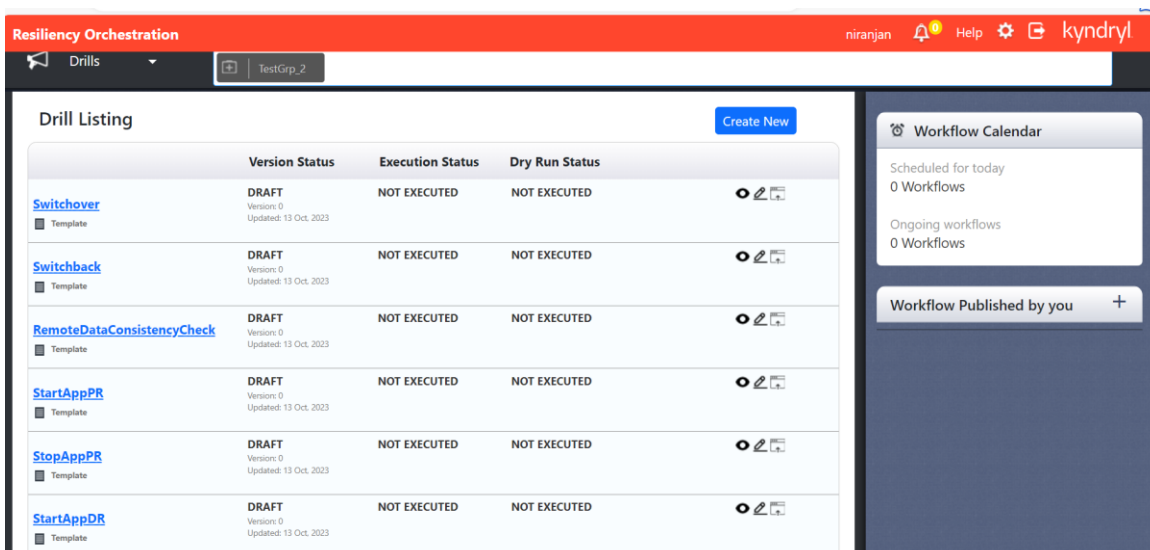 Resiliency Orchestration
niranjan 0 Help kyndryl
Drills
TestGrp_2
Drill Listing
Create New
Version Status Execution Status Dry Run Status
Switchover
Template
DRAFT
Version: 0
Updated: 13 Oct, 2023
NOT EXECUTED
NOT EXECUTED
Switchback
Template
DRAFT
Version: 0
Updated: 13 Oct, 2023
NOT EXECUTED
NOT EXECUTED
RemoteDataConsistencyCheck
Template
DRAFT
Version: 0
Updated: 13 Oct, 2023
NOT EXECUTED
NOT EXECUTED
StartAppPR
Template
DRAFT
Version: 0
Updated: 13 Oct, 2023
NOT EXECUTED
NOT EXECUTED
StopAppPR
Template
DRAFT
Version: 0
Updated: 13 Oct, 2023
NOT EXECUTED
NOT EXECUTED
StartAppDR
Template
DRAFT
Version: 0
Updated: 13 Oct, 2023
NOT EXECUTED
NOT EXECUTED
Workflow Calendar
Scheduled for today
0 Workflows
Ongoing workflows
0 Workflows
Workflow Published by you